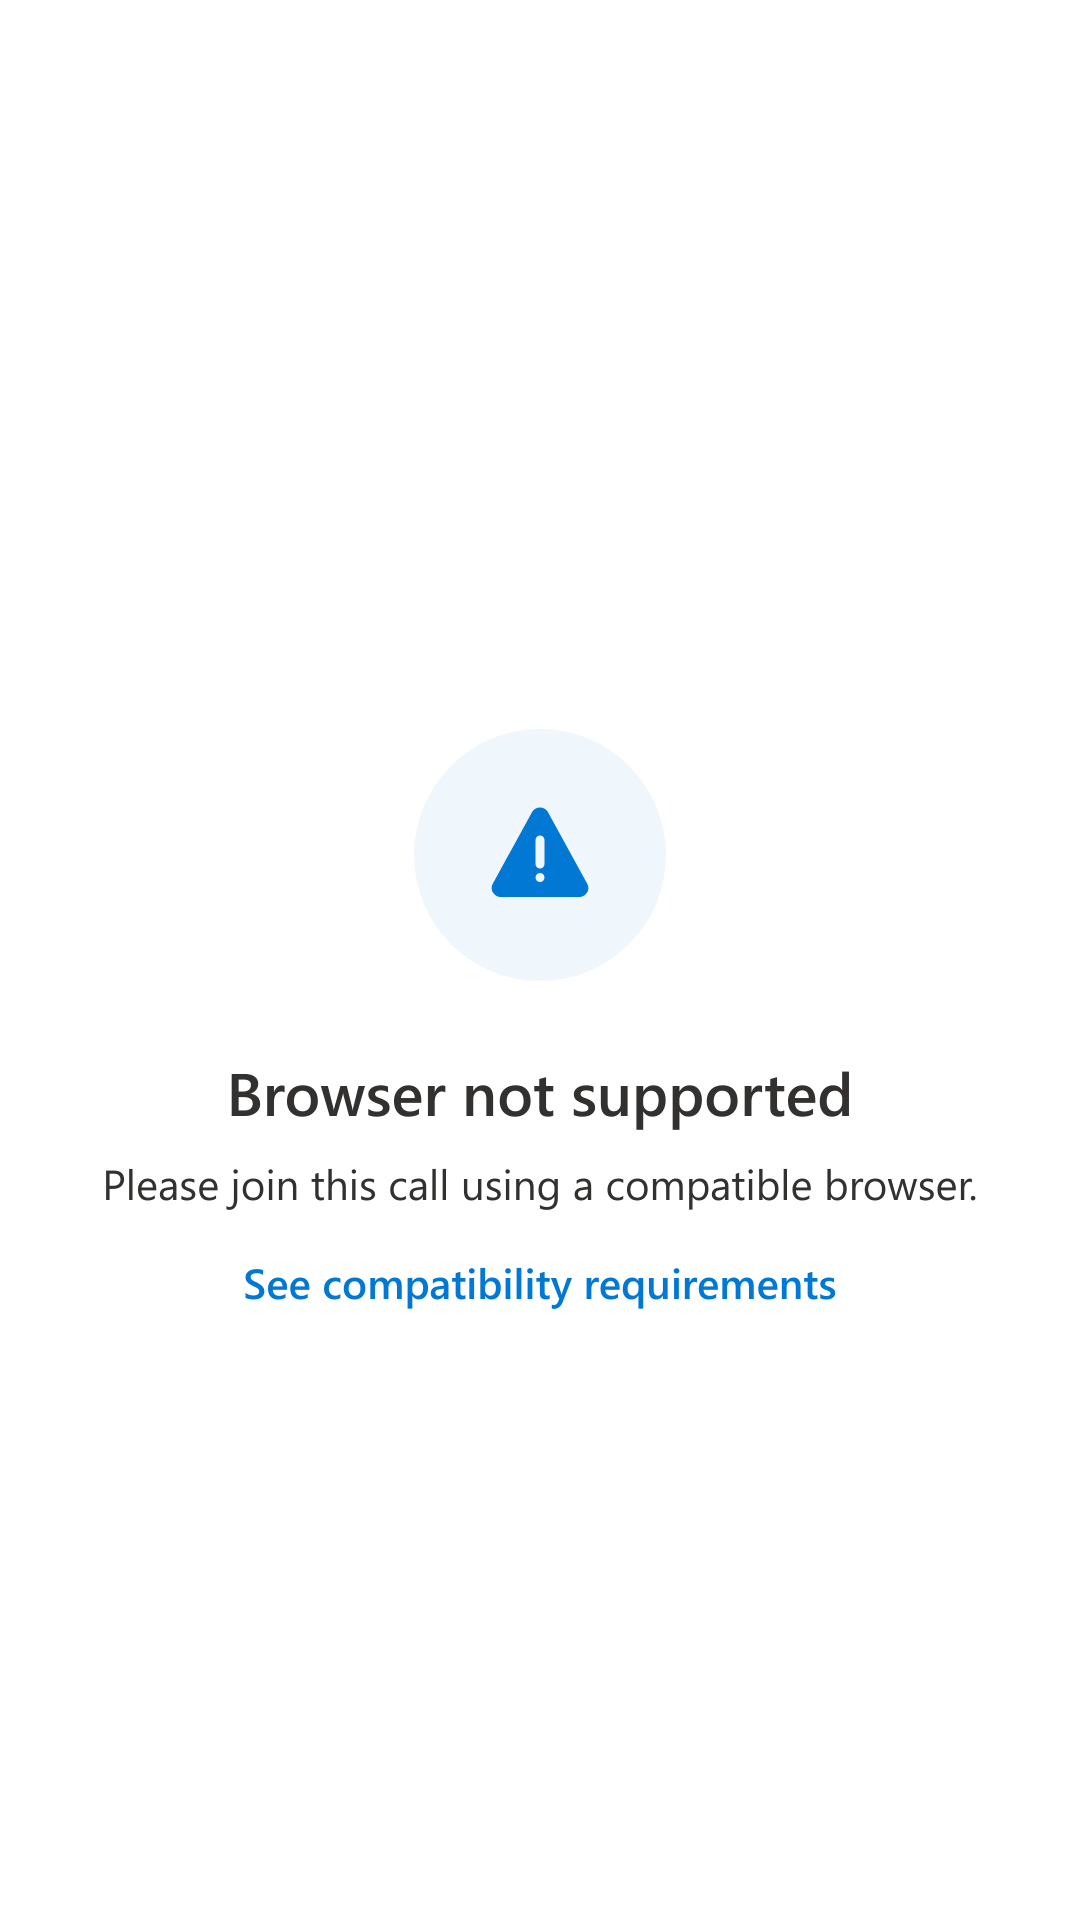 Browser not supported
Please join this call using a compatible browser.
See compatibility requirements